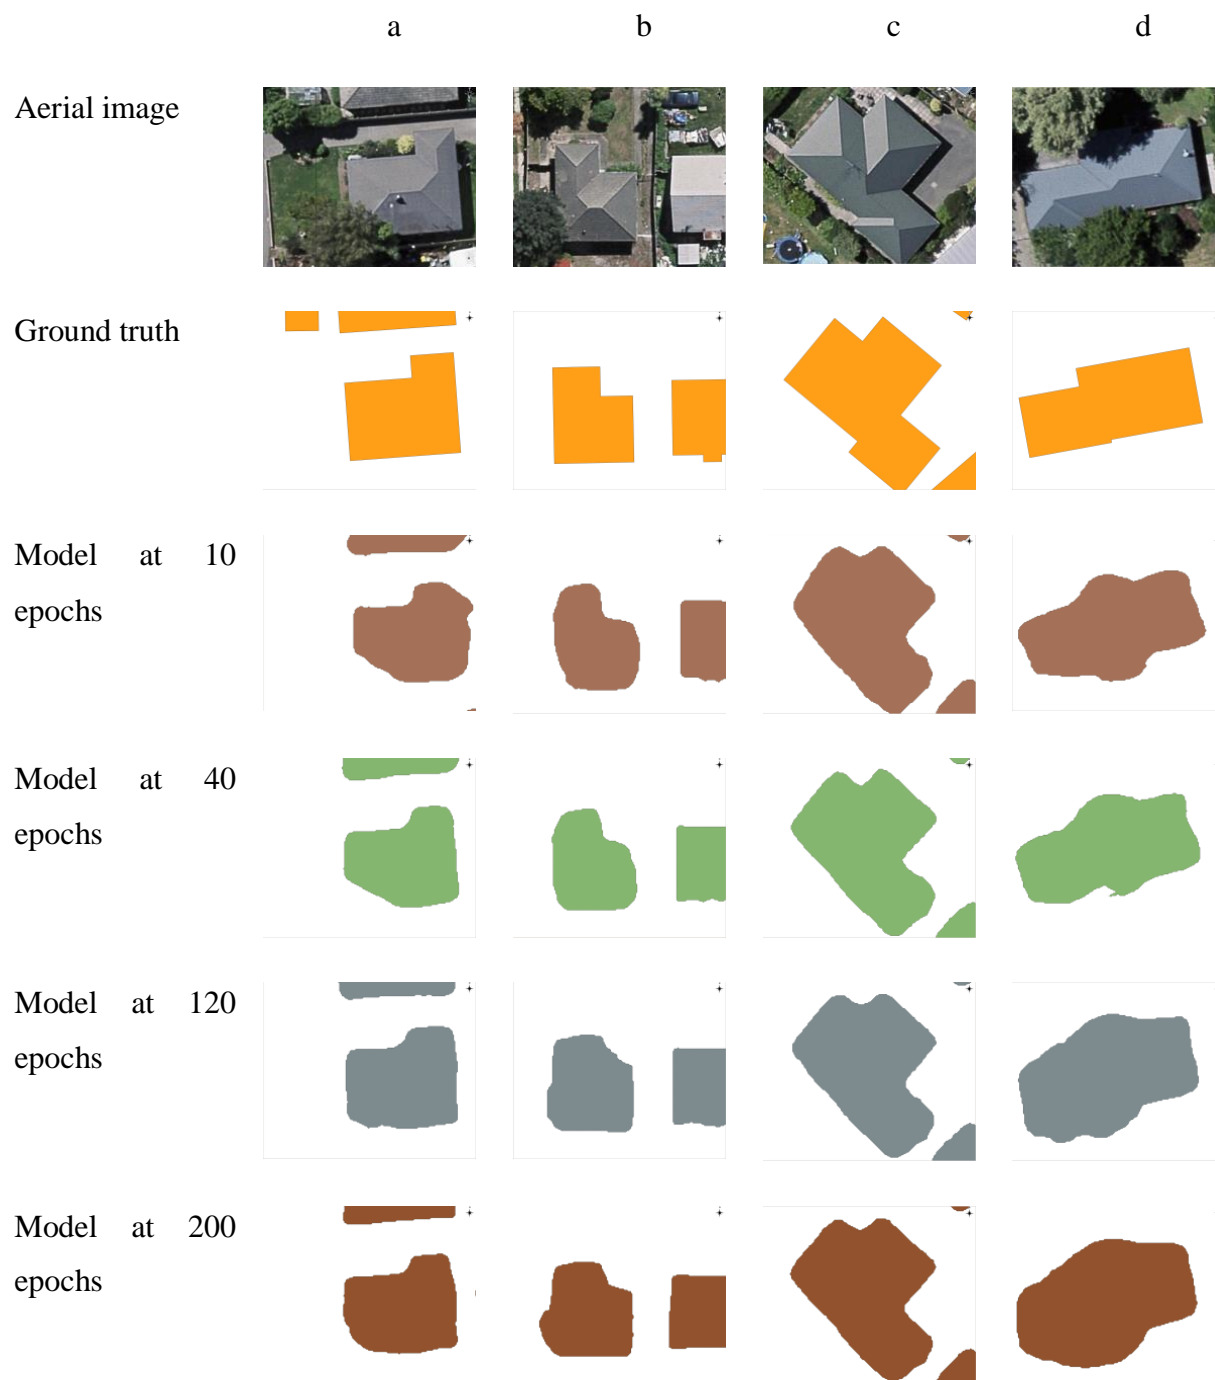 a b c d
Aerial image
Ground truth
Model at 10
epochs
Model at 40
epochs
Model at 120
epochs
Model at 200
epochs